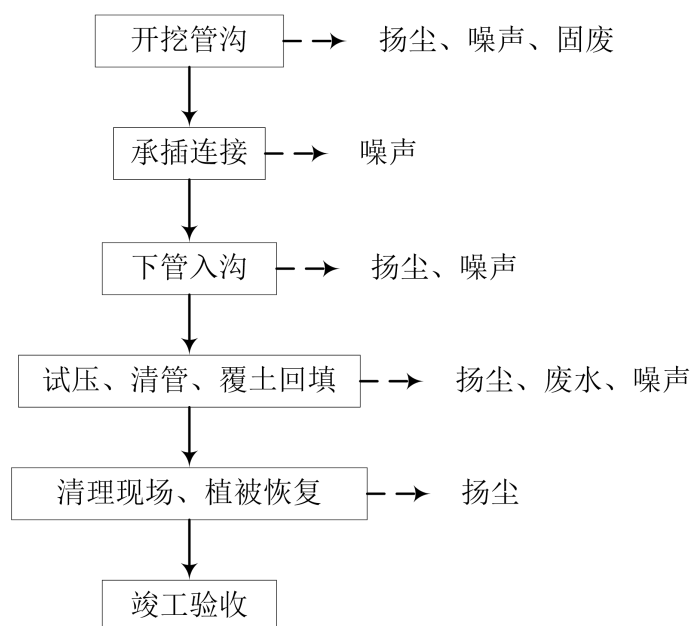 开挖管沟 扬尘、噪声、固废
承插连接 噪声
下管入沟 扬尘、噪声
试压、清管、覆土回填 扬尘、废水、噪声
清理现场、植被恢复 扬尘
竣工验收